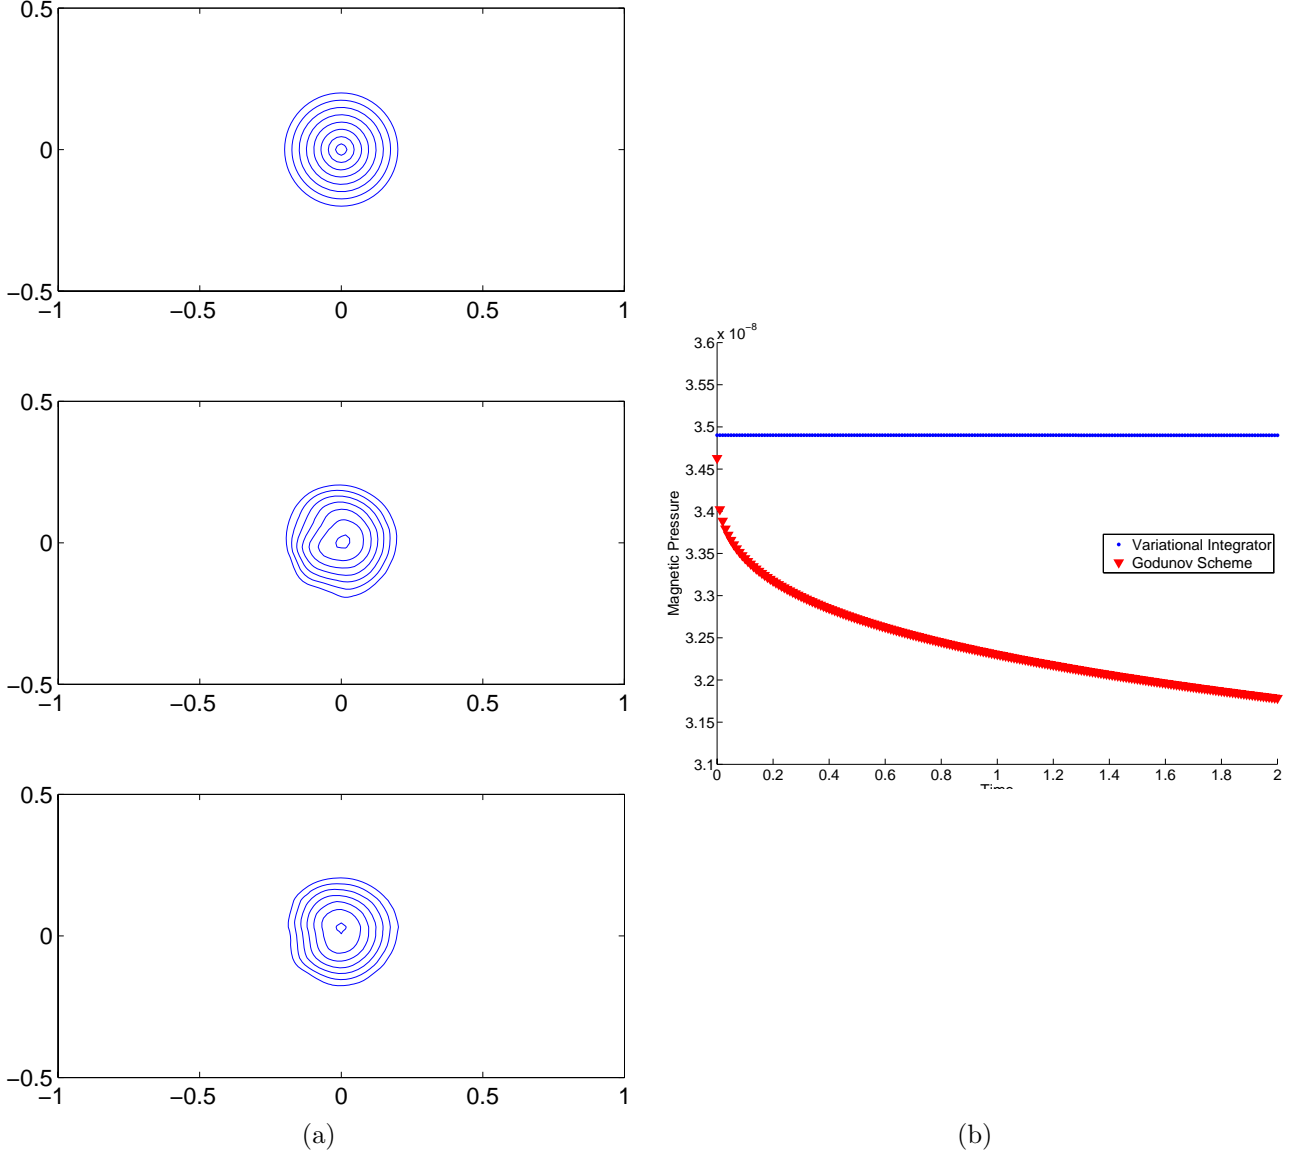 0.5
0
−0.5
−1 −0.5 0 0.5 1
0.5
0
−0.5
−1 −0.5 0 0.5 1
0.5
0
−0.5
−1 −0.5 0 0.5 1
(a)
x 10−8
3.6
3.55
3.5
3.45
3.4
3.35
3.3
3.25
3.2
3.15
3.1
Magnetic Pressure
0 0.2 0.4 0.6 0.8 1 1.2 1.4 1.6 1.8 2
Time
Variational Integrator
Godunov Scheme
(b)